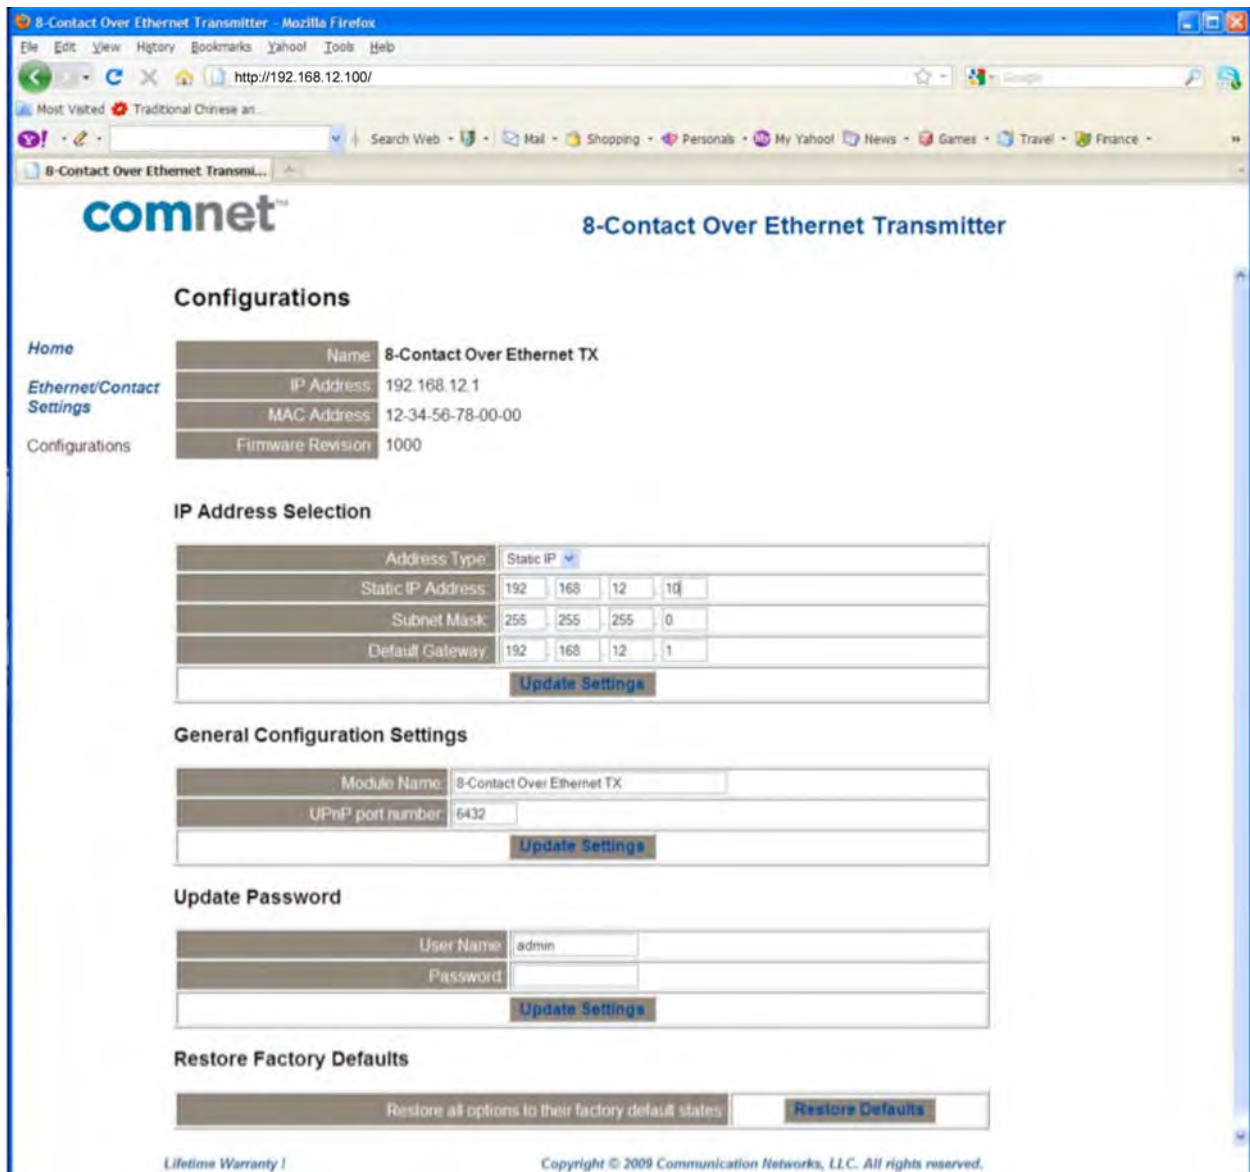 8-Contact Over Ethernet Transmitter - Mozilla Firefox
File Edit View History Bookmarks Yahoo! Tools Help
http://192.168.12.100/ Google
Most Visited Traditional Chinese an...
Y! Search Web Mail Shopping Personals My Yahoo! News Games Travel Finance »
8-Contact Over Ethernet Transmi...
comnet™
8-Contact Over Ethernet Transmitter
Configurations
Home
Ethernet/Contact
Settings
Configurations
Name: 8-Contact Over Ethernet TX
IP Address: 192.168.12.1
MAC Address: 12-34-56-78-00-00
Firmware Revision: 1000
IP Address Selection
Address Type: Static IP
Static IP Address: 192 . 168 . 12 . 10
Subnet Mask: 255 . 255 . 255 . 0
Default Gateway: 192 . 168 . 12 . 1
Update Settings
General Configuration Settings
Module Name: 8-Contact Over Ethernet TX
UPnP port number: 6432
Update Settings
Update Password
User Name: admin
Password:
Update Settings
Restore Factory Defaults
Restore all options to their factory default states: Restore Defaults
Lifetime Warranty ! Copyright © 2009 Communication Networks, LLC. All rights reserved.